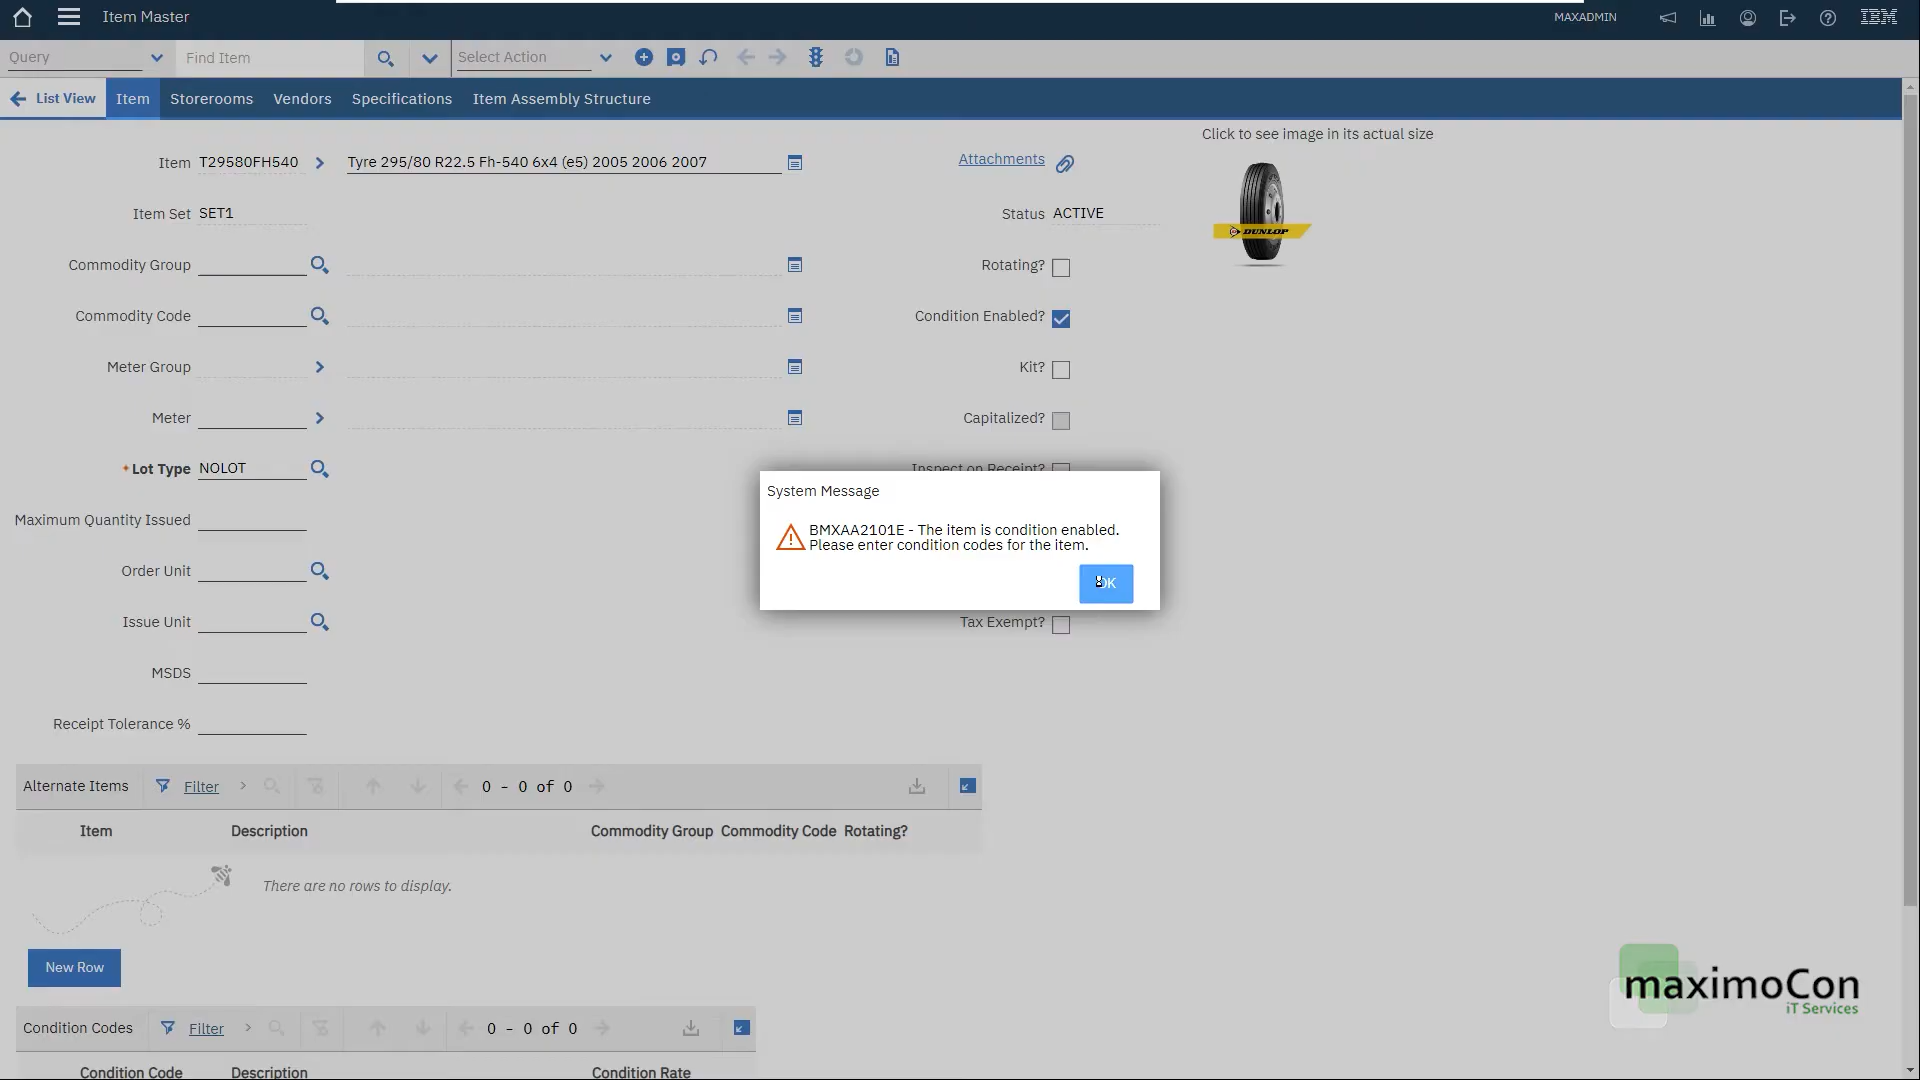 Item Master
MAXADMIN
IBM
Query
Find Item
Select Action
List View
Item
Storerooms
Vendors
Specifications
Item Assembly Structure
Click to see image in its actual size
Item T29580FH540 Tyre 295/80 R22.5 Fh-540 6x4 (e5) 2005 2006 2007
Attachments
Item Set SET1
Status ACTIVE
DUNLOP
Commodity Group
Rotating?
Commodity Code
Condition Enabled?
Meter Group
Kit?
Meter
Capitalized?
*Lot Type NOLOT
Inspect on Receipt?
System Message
BMXAA2101E - The item is condition enabled.
Please enter condition codes for the item.
OK
Maximum Quantity Issued
Order Unit
Issue Unit
Tax Exempt?
MSDS
Receipt Tolerance %
Alternate Items Filter 0 - 0 of 0
Item Description Commodity Group Commodity Code Rotating?
There are no rows to display.
New Row
maximoCon
iT Services
Condition Codes Filter 0 - 0 of 0
Condition Code Description Condition Rate